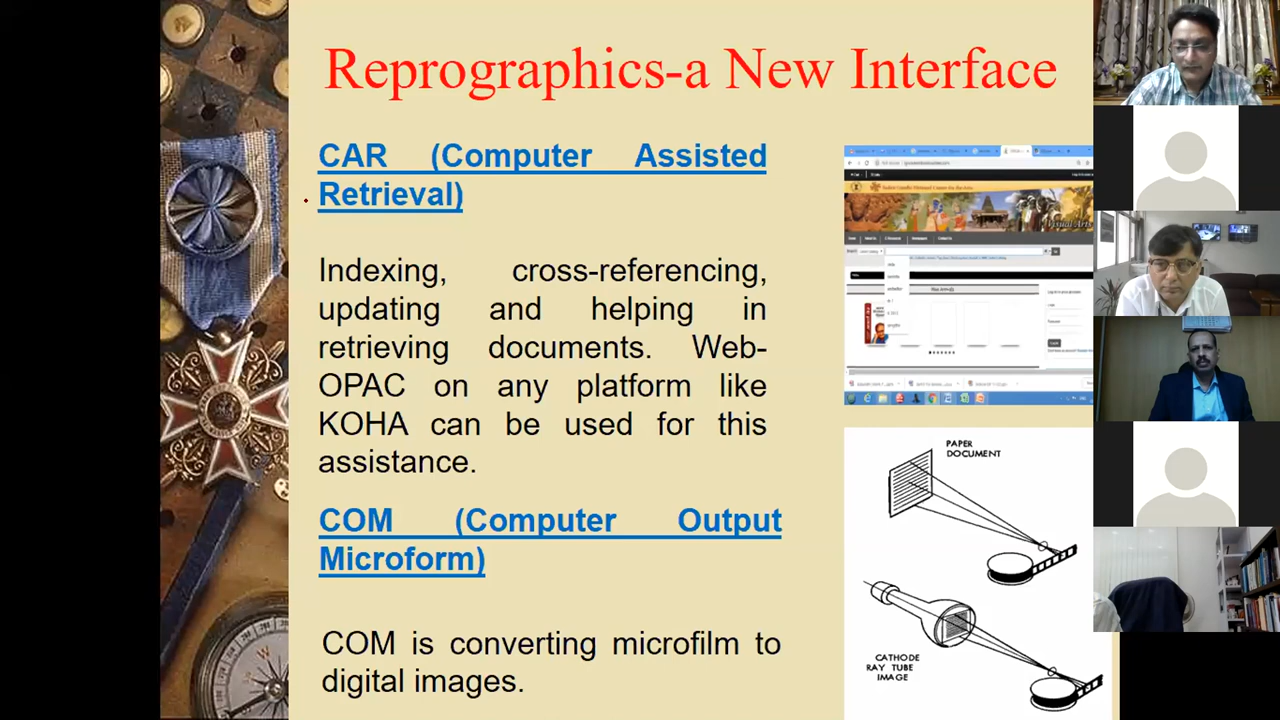 Reprographics-a New Interface
CAR (Computer Assisted
Retrieval)
Indexing, cross-referencing,
updating and helping in
retrieving documents. Web-
OPAC on any platform like
KOHA can be used for this
assistance.
COM (Computer Output
Microform)
COM is converting microfilm to
digital images.
Visual Arts
PAPER
DOCUMENT
CATHODE
RAY TUBE
IMAGE